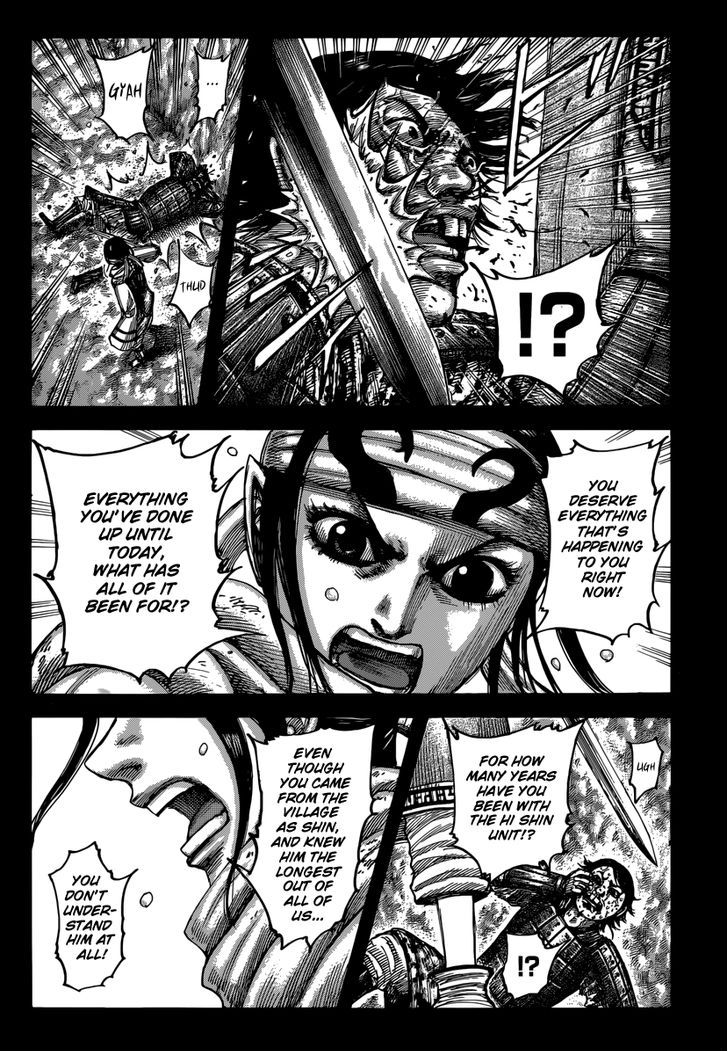 !?
...
GYAH
THUD
YOU
DESERVE
EVERYTHING
THAT'S
HAPPENING
TO YOU
RIGHT
NOW!
EVERYTHING
YOU'VE DONE
UP UNTIL
TODAY,
WHAT HAS
ALL OF IT
BEEN FOR!?
UGH
FOR HOW
MANY YEARS
HAVE YOU
BEEN WITH
THE HI SHIN
UNIT!?
!?
EVEN
THOUGH
YOU CAME
FROM THE
VILLAGE
AS SHIN,
AND KNEW
HIM THE
LONGEST
OUT OF
ALL OF
US...
YOU
DON'T
UNDER-
STAND
HIM AT
ALL!